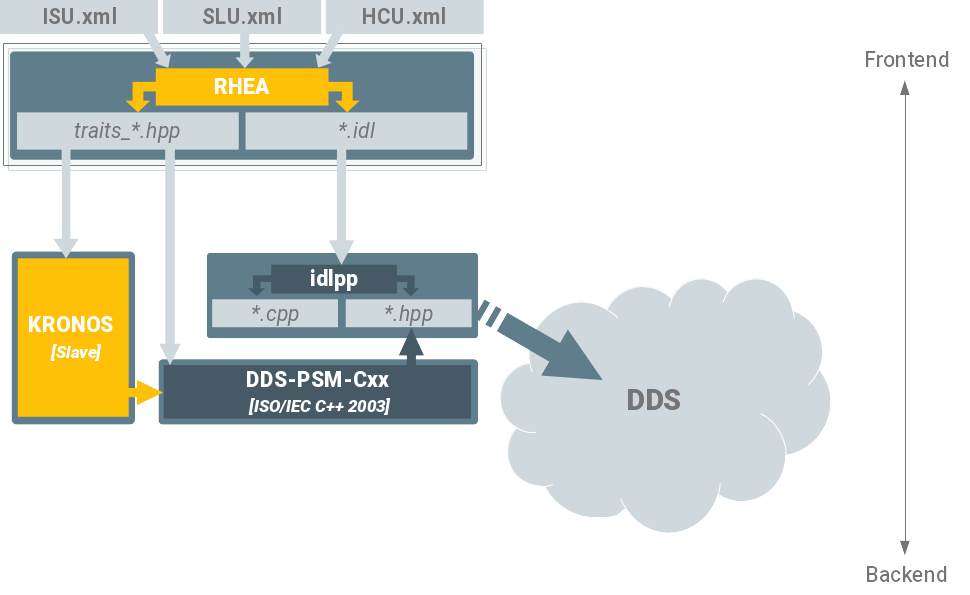 ISU.xml
SLU.xml
HCU.xml
Frontend
RHEA
traits_*.hpp
*.idl
idlpp
*.cpp
*.hpp
KRONOS
[Slave]
DDS-PSM-Cxx
[ISO/IEC C++ 2003]
DDS
Backend